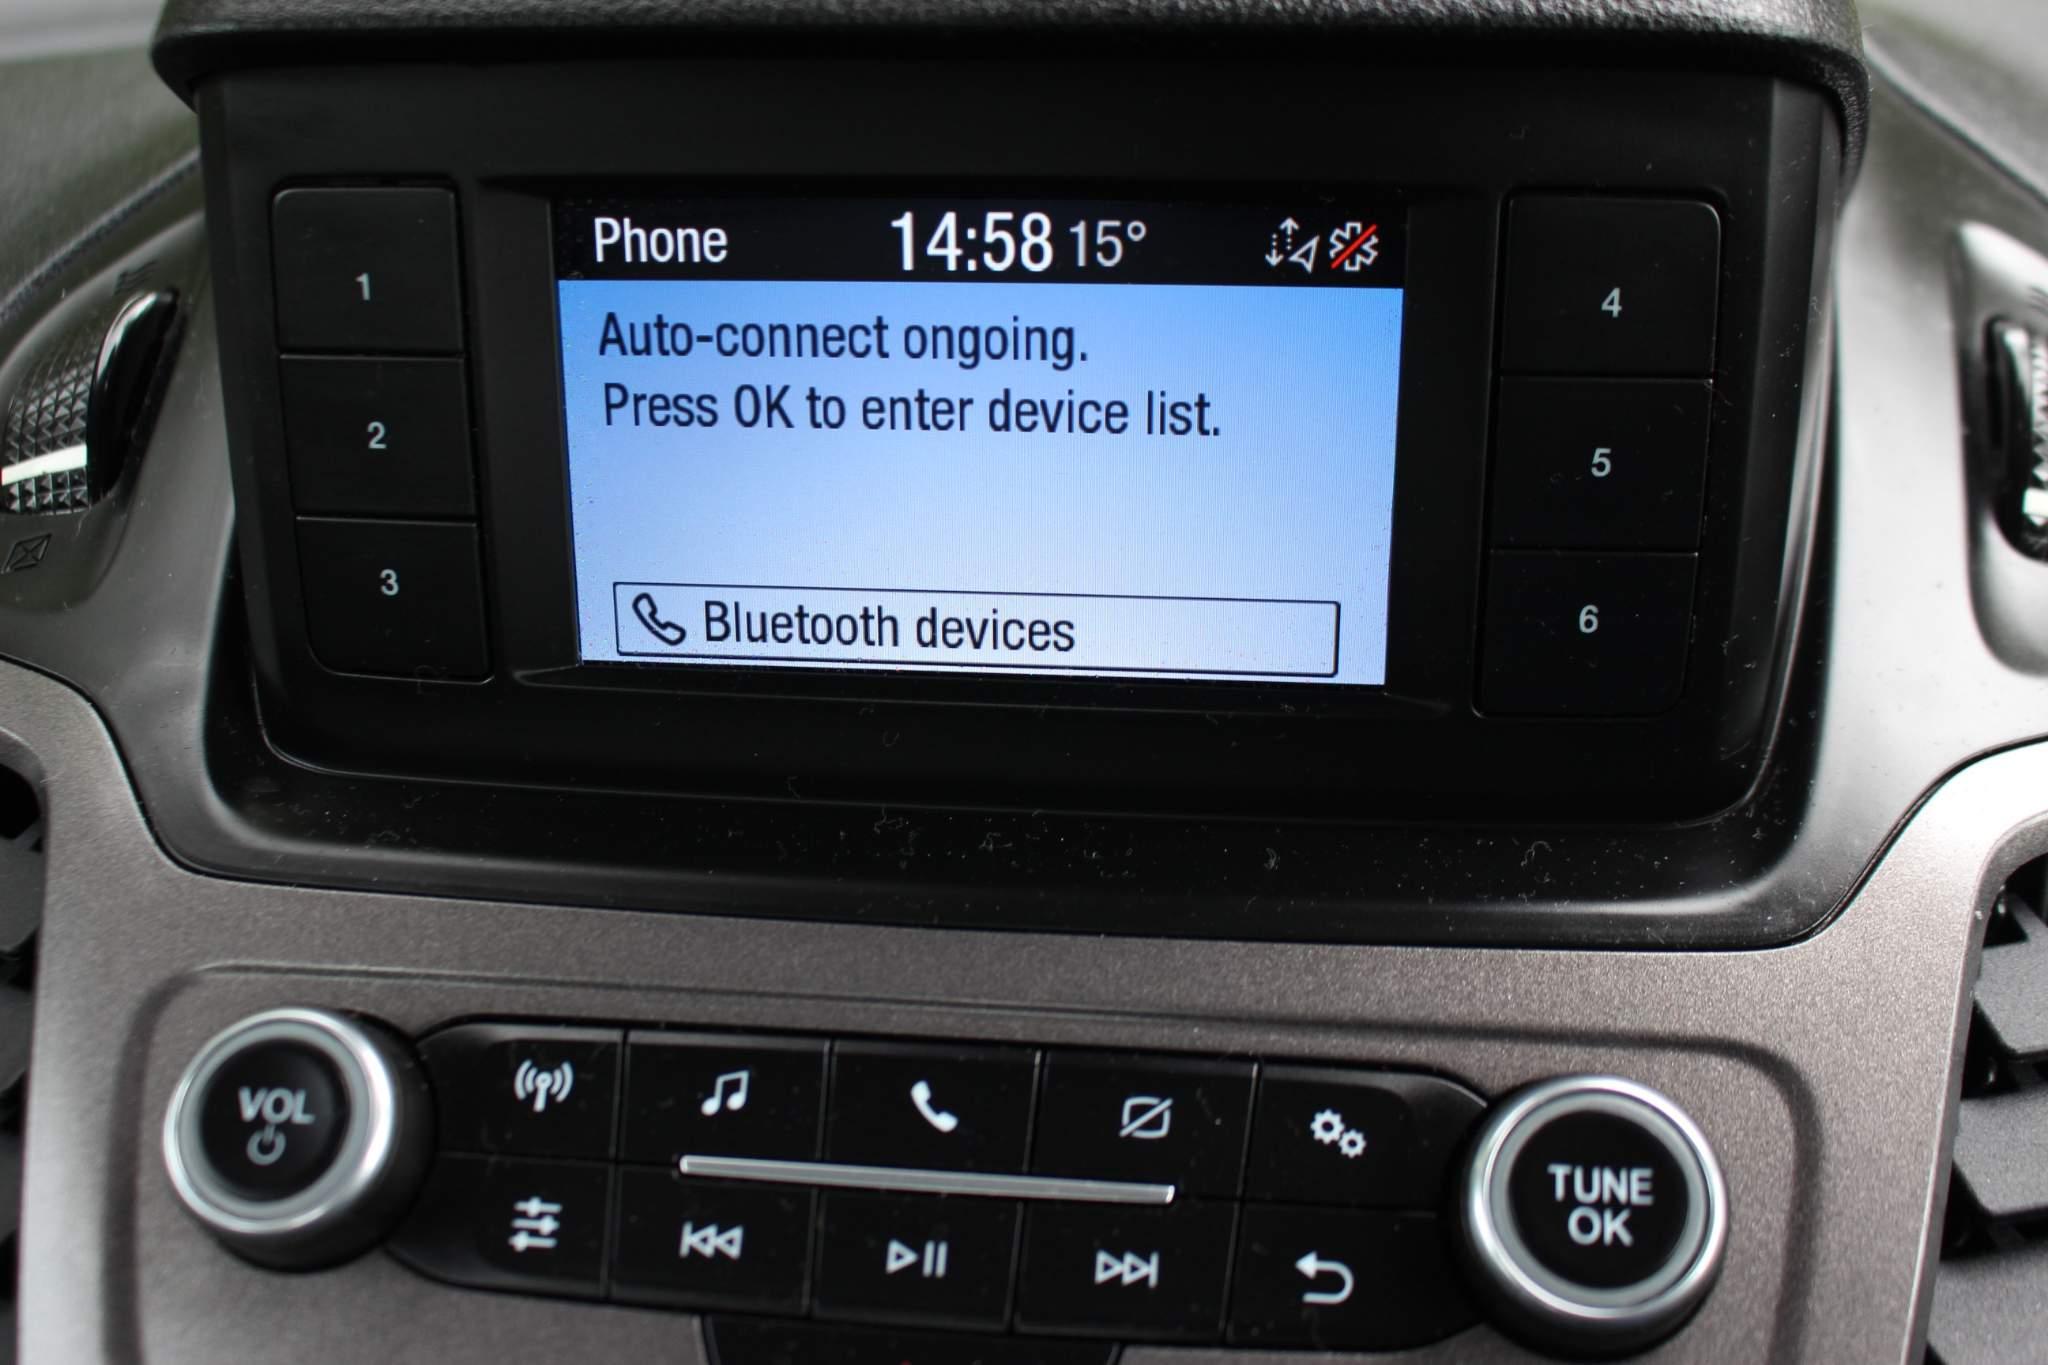 Phone 14:58 15°
Auto-connect ongoing.
Press OK to enter device list.
Bluetooth devices
1
2
3
4
5
6
VOL
TUNE
OK